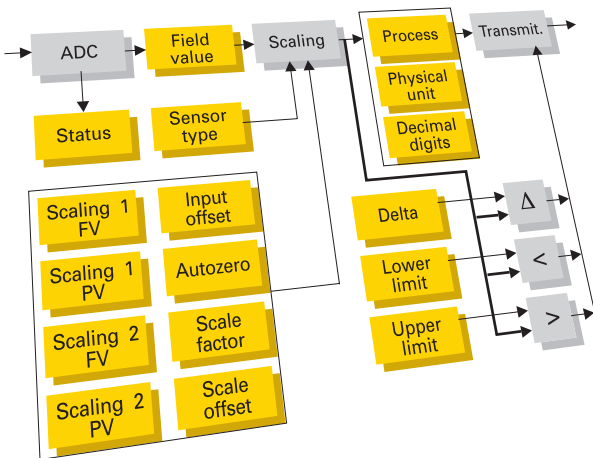 ADC
Field
value
Scaling
Process
Transmit.
Physical
unit
Decimal
digits
Status
Sensor
type
Scaling 1
FV
Input
offset
Scaling 1
PV
Autozero
Scaling 2
FV
Scale
factor
Scaling 2
PV
Scale
offset
Delta
Δ
Lower
limit
<
Upper
limit
>